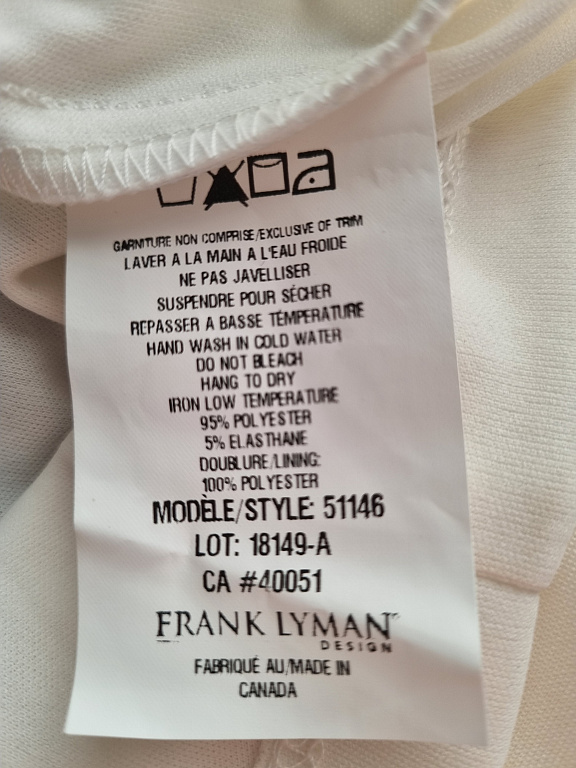 GARNITURE NON COMPRISE/EXCLUSIVE OF TRIM
LAVER A LA MAIN A L'EAU FROIDE
NE PAS JAVELLISER
SUSPENDRE POUR SÉCHER
REPASSER A BASSE TEMPÉRATURE
HAND WASH IN COLD WATER
DO NOT BLEACH
HANG TO DRY
IRON LOW TEMPERATURE
95% POLYESTER
5% ELASTHANE
DOUBLURE/LINING:
100% POLYESTER
MODÈLE/STYLE: 51146
LOT: 18149-A
CA #40051
FRANK LYMAN™
DESIGN
FABRIQUÉ AU/MADE IN
CANADA